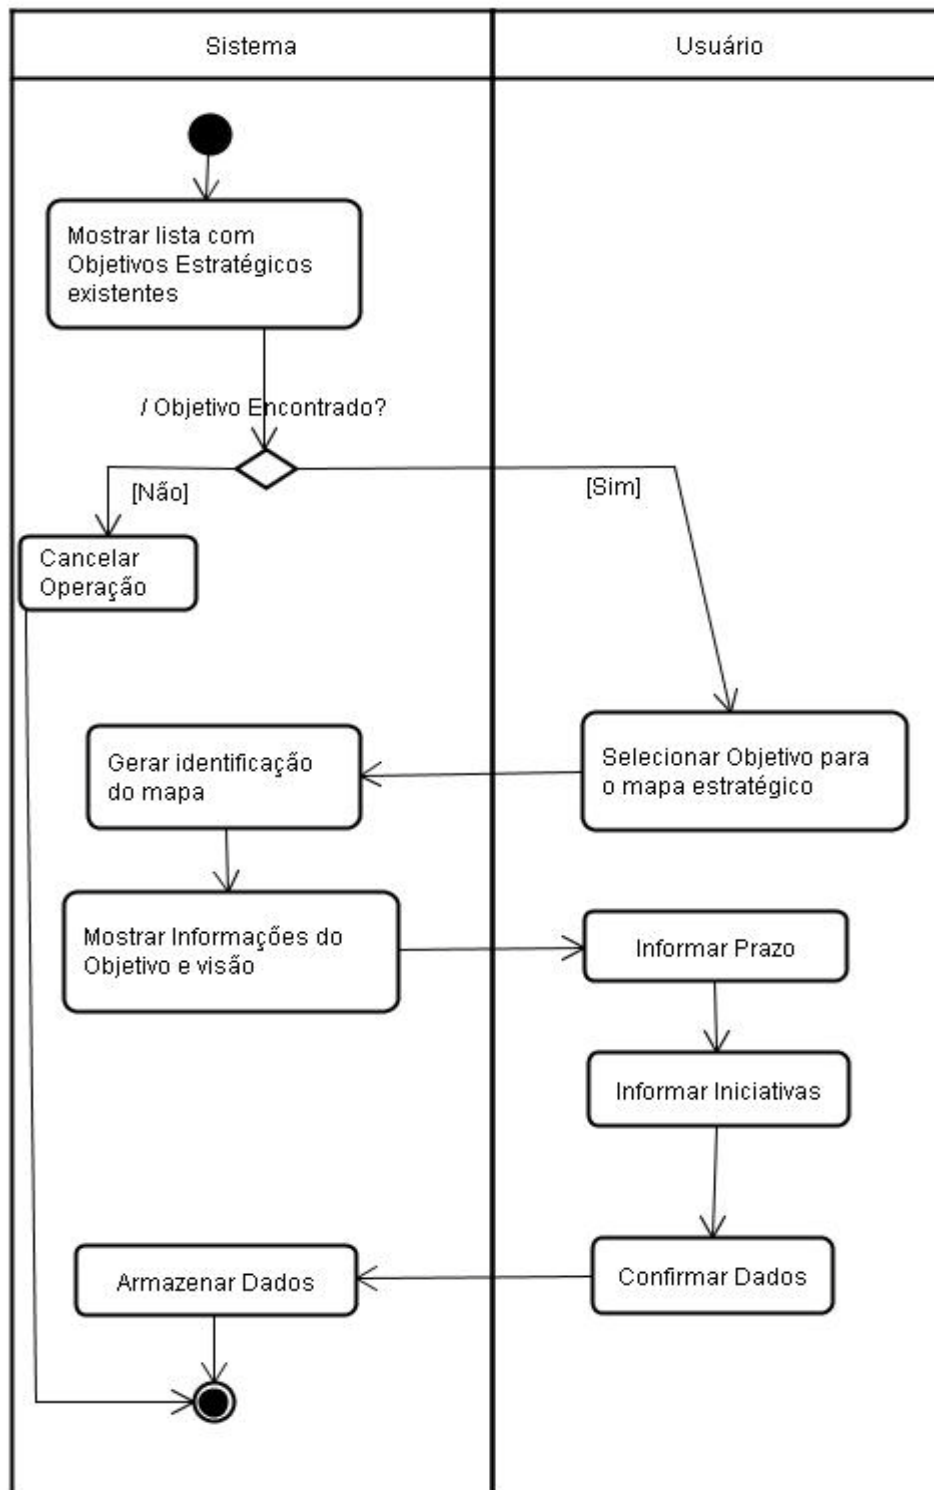 Sistema
Usuário
Mostrar lista com
Objetivos Estratégicos
existentes
/ Objetivo Encontrado?
[Não]
[Sim]
Cancelar
Operação
Selecionar Objetivo para
o mapa estratégico
Gerar identificação
do mapa
Mostrar Informações do
Objetivo e visão
Informar Prazo
Informar Iniciativas
Confirmar Dados
Armazenar Dados